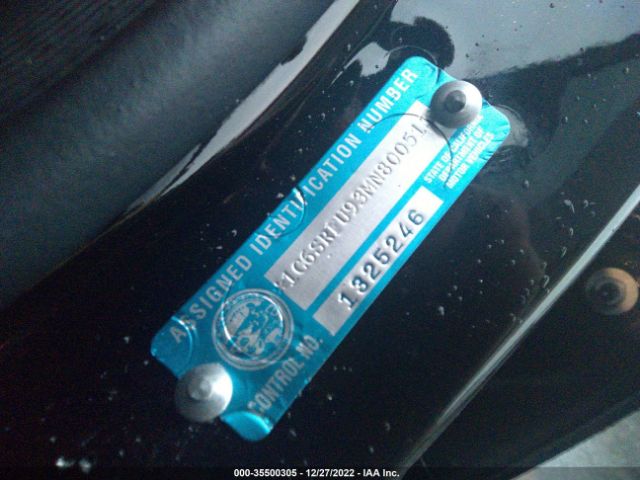 ASSIGNED IDENTIFICATION NUMBER
STATE OF CALIFORNIA
DEPARTMENT OF
MOTOR VEHICLES
CONTROL NO.
1325246
000-35500305 - 12/27/2022 - IAA Inc.